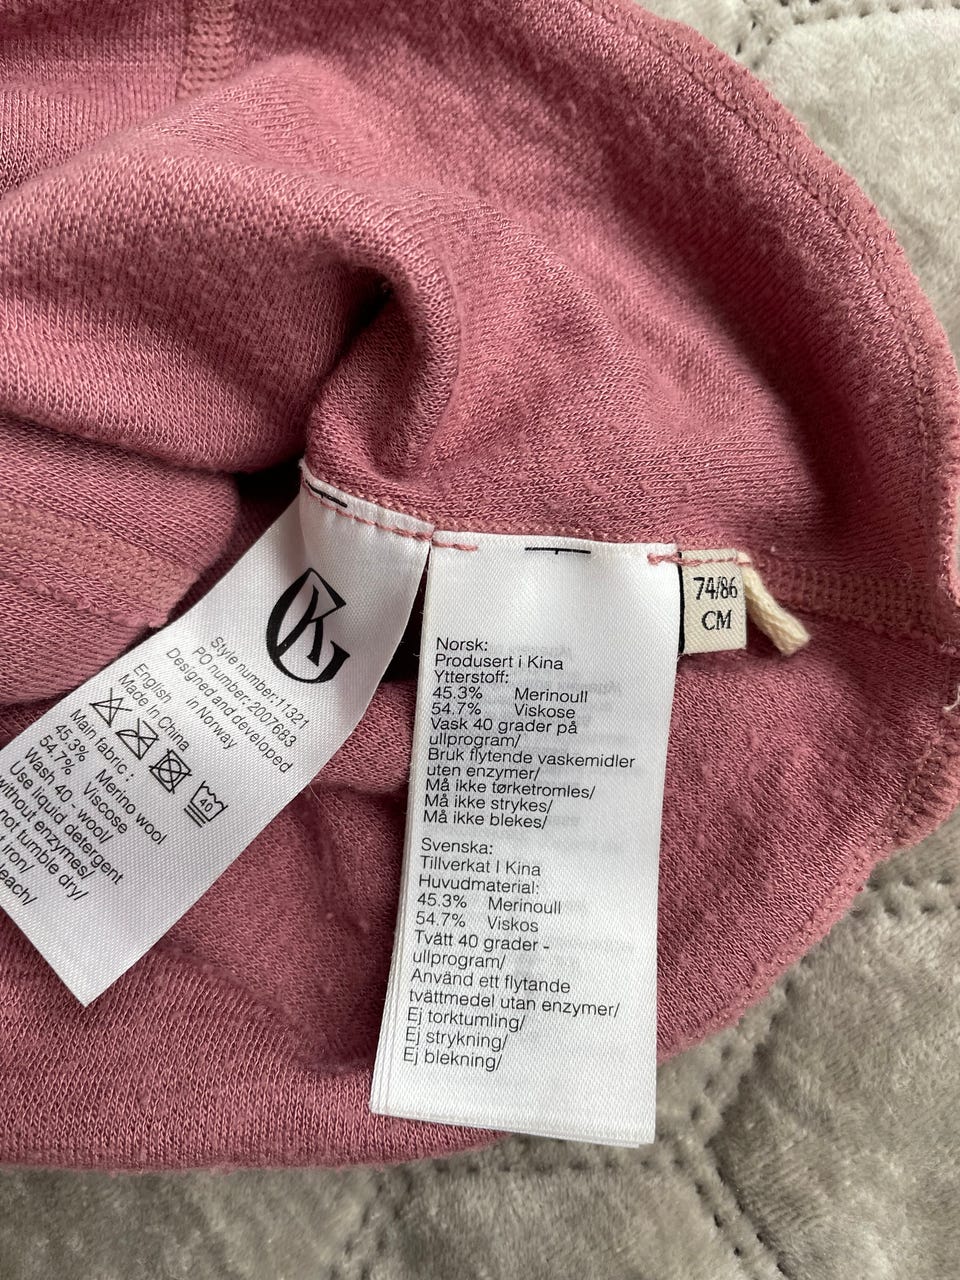 Style number:11321
PO number:2007683
Designed and developed
in Norway
English
Made In China
40
Main fabric :
45.3% Merino wool
54.7% Viscose
Wash 40 - wool/
Use liquid detergent
without enzymes/
not tumble dry/
iron/
Norsk:
Produsert i Kina
Ytterstoff:
45.3% Merinoull
54.7% Viskose
Vask 40 grader på
ullprogram/
Bruk flytende vaskemidler
uten enzymer/
Må ikke tørketromles/
Må ikke strykes/
Må ikke blekes/
Svenska:
Tillverkat I Kina
Huvudmaterial:
45.3% Merinoull
54.7% Viskos
Tvätt 40 grader -
ullprogram/
Använd ett flytande
tvättmedel utan enzymer/
Ej torktumling/
Ej strykning/
Ej blekning/
74/86
CM